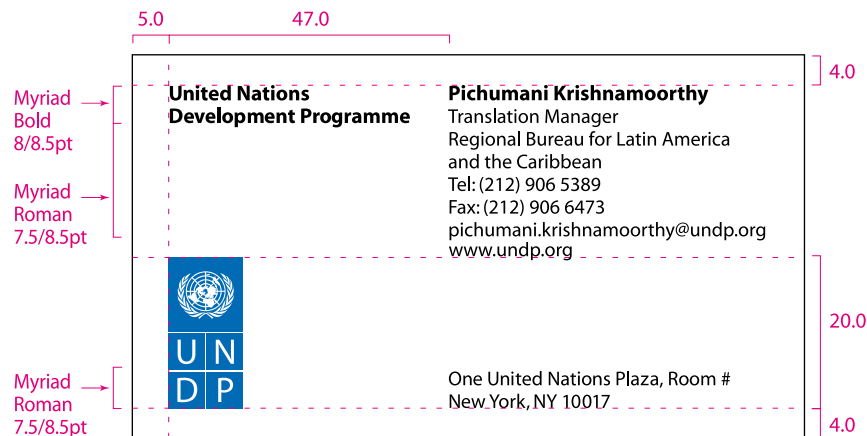 5.0
47.0
4.0
Myriad
Bold
8/8.5pt
Myriad
Roman
7.5/8.5pt
United Nations
Development Programme
Pichumani Krishnamoorthy
Translation Manager
Regional Bureau for Latin America
and the Caribbean
Tel: (212) 906 5389
Fax: (212) 906 6473
pichumani.krishnamoorthy@undp.org
www.undp.org
U N
D P
20.0
Myriad
Roman
7.5/8.5pt
One United Nations Plaza, Room #
New York, NY 10017
4.0